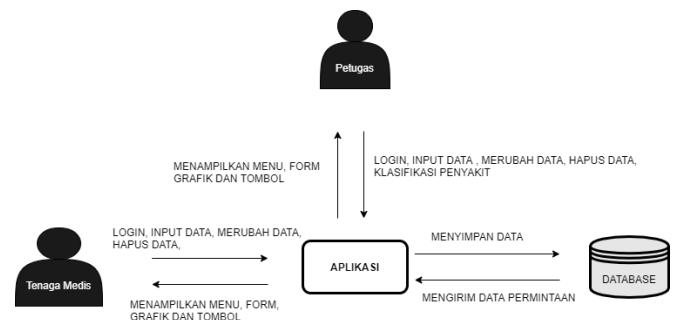 Petugas
MENAMPILKAN MENU, FORM
GRAFIK DAN TOMBOL
LOGIN, INPUT DATA , MERUBAH DATA, HAPUS DATA,
KLASIFIKASI PENYAKIT
LOGIN, INPUT DATA, MERUBAH DATA,
HAPUS DATA,
MENYIMPAN DATA
Tenaga Medis
APLIKASI
DATABASE
MENAMPILKAN MENU, FORM,
GRAFIK DAN TOMBOL
MENGIRIM DATA PERMINTAAN